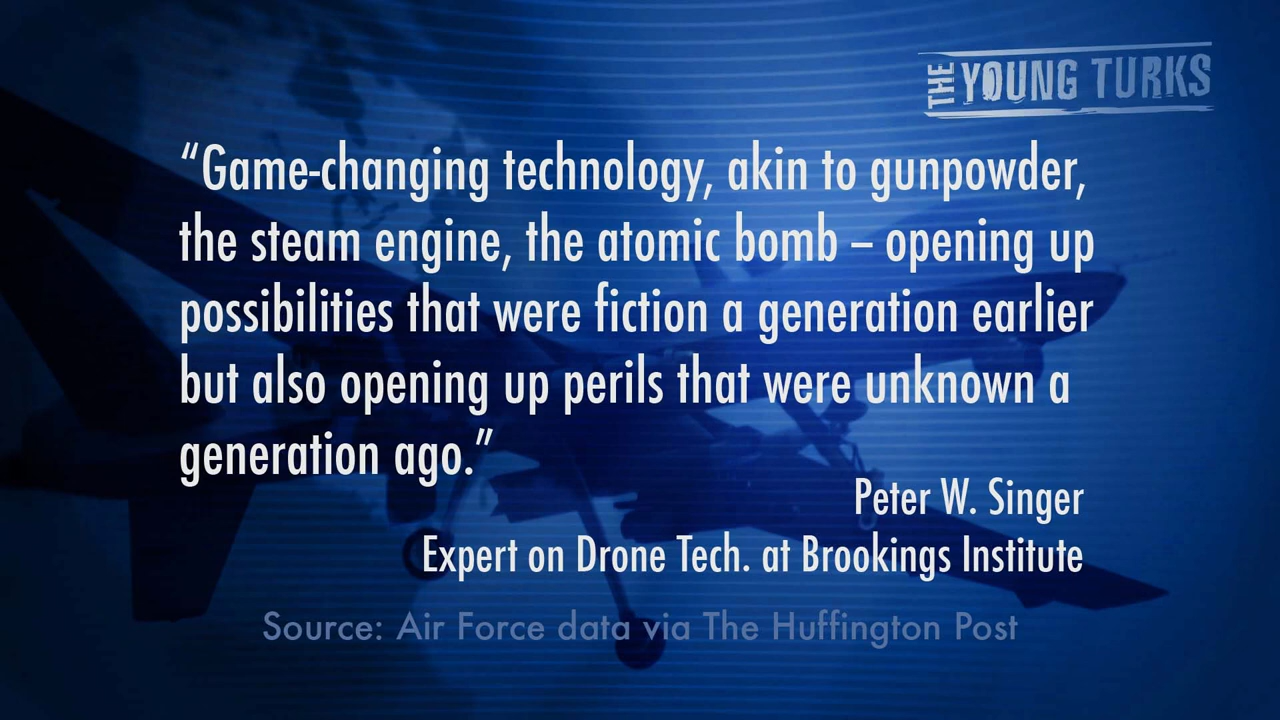 THE YOUNG TURKS
“Game-changing technology, akin to gunpowder,
the steam engine, the atomic bomb – opening up
possibilities that were fiction a generation earlier
but also opening up perils that were unknown a
generation ago.”
Peter W. Singer
Expert on Drone Tech. at Brookings Institute
Source: Air Force data via The Huffington Post